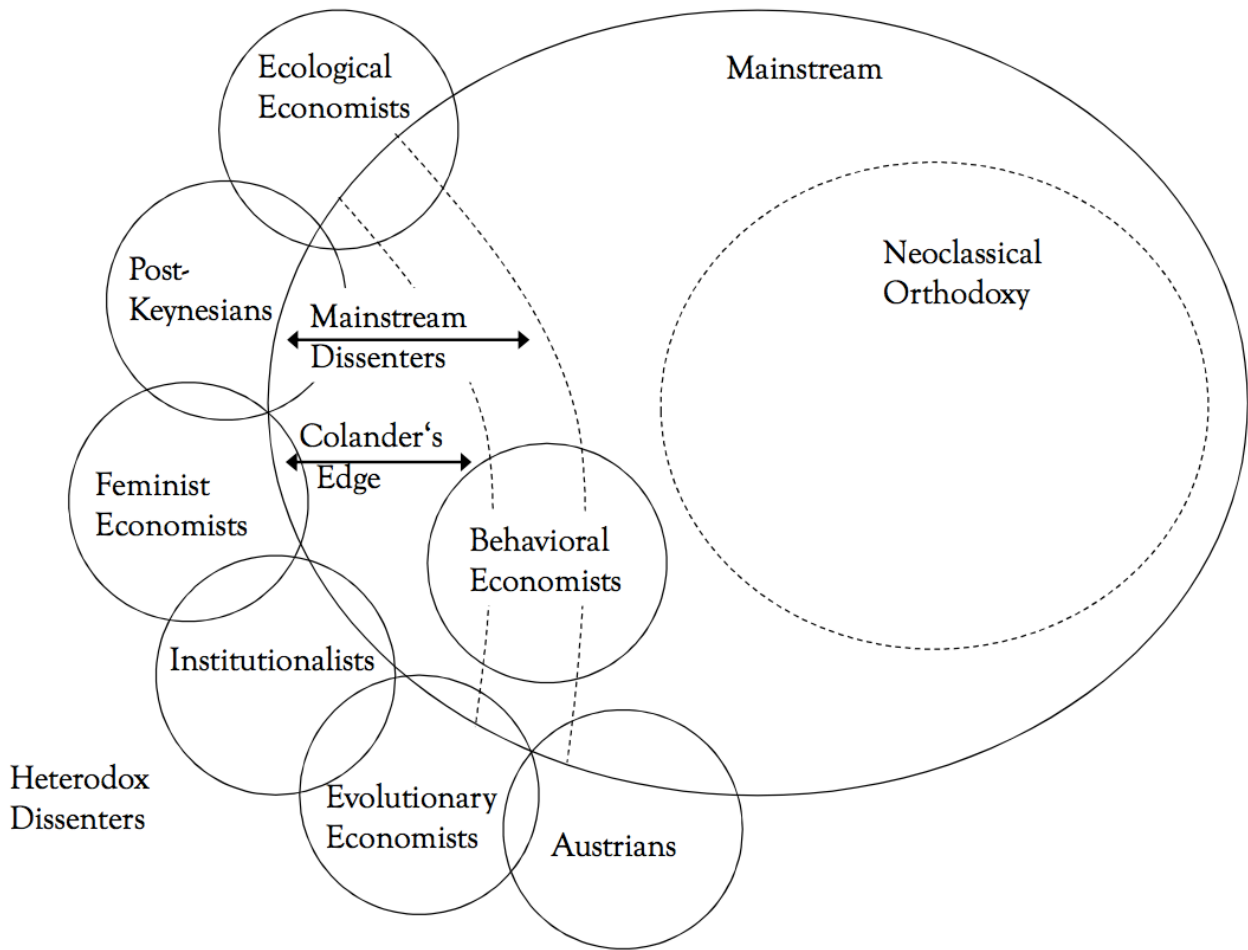 Ecological
Economists
Mainstream
Neoclassical
Orthodoxy
Post-
Keynesians
Mainstream
Dissenters
Colander‘s
Edge
Feminist
Economists
Behavioral
Economists
Institutionalists
Heterodox
Dissenters
Evolutionary
Economists
Austrians